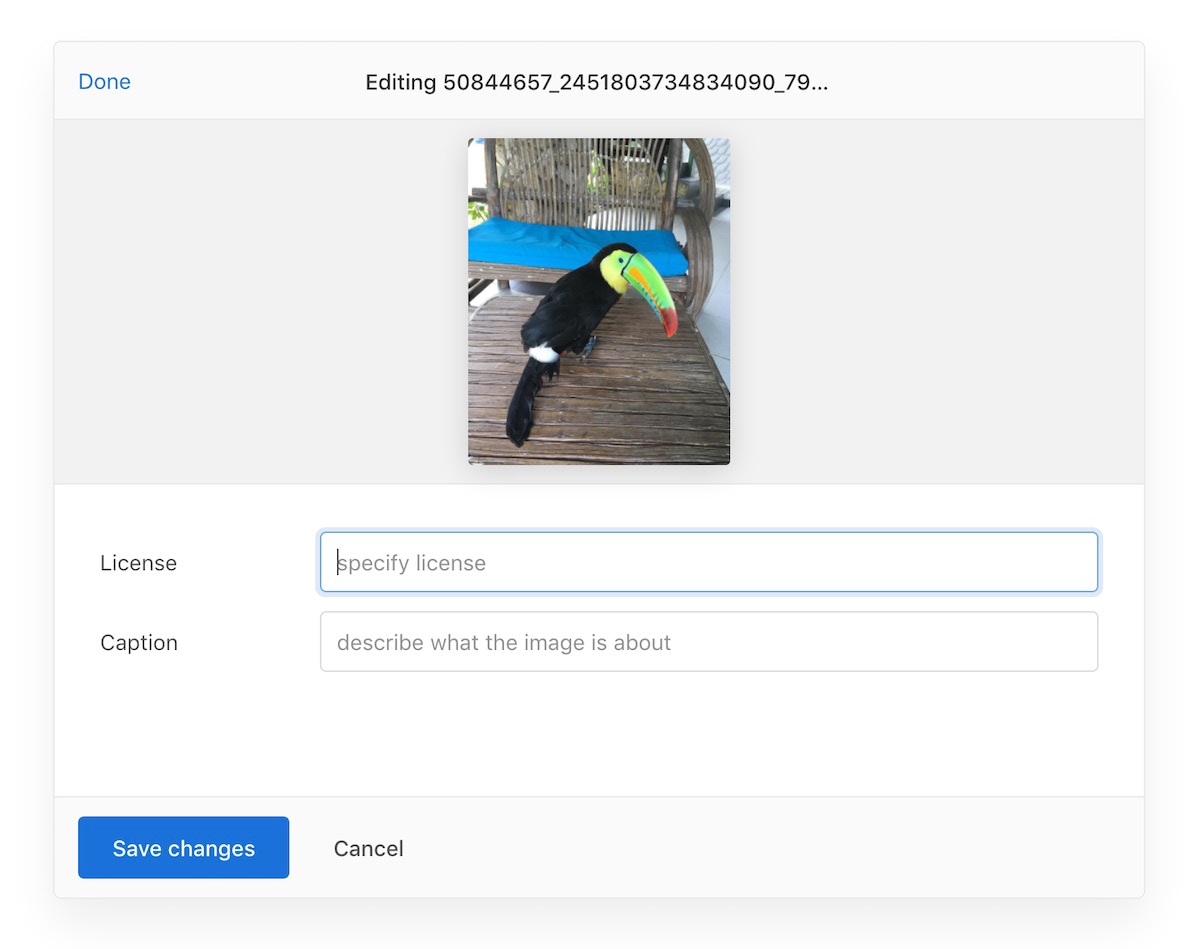 Done
Editing 50844657_2451803734834090_79...
License
specify license
Caption
describe what the image is about
Save changes
Cancel